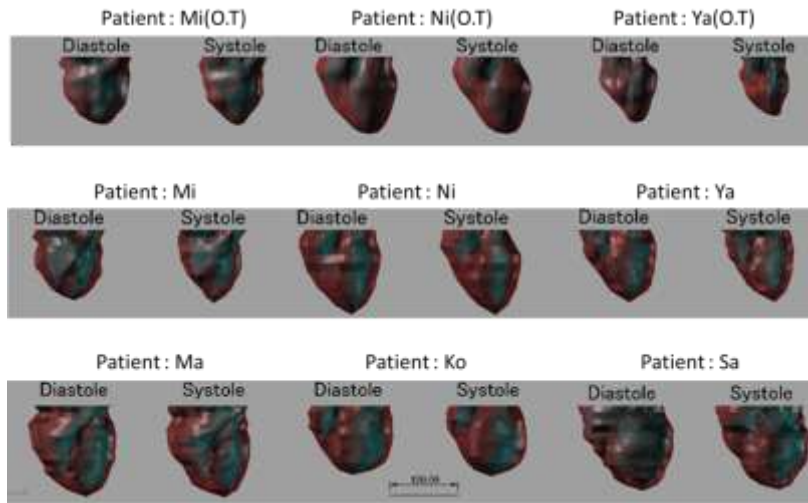 Patient : Mi(O.T) Patient : Ni(O.T) Patient : Ya(O.T)
Diastole Systole Diastole Systole Diastole Systole
Patient : Mi Patient : Ni Patient : Ya
Diastole Systole Diastole Systole Diastole Systole
Patient : Ma Patient : Ko Patient : Sa
Diastole Systole Diastole Systole Diastole Systole